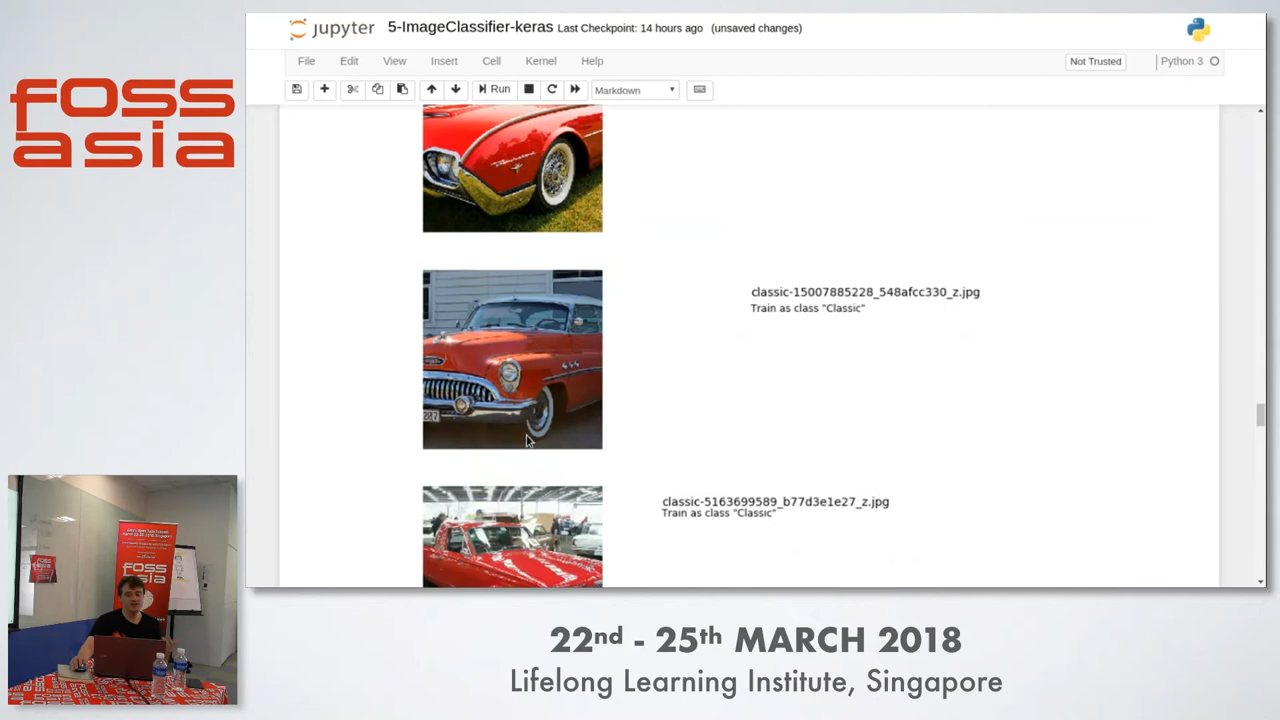 foss
asia
jupyter 5-ImageClassifier-keras Last Checkpoint: 14 hours ago (unsaved changes)
File Edit View Insert Cell Kernel Help Not Trusted Python 3
Run Markdown
classic-15007885228_548afcc330_z.jpg
Train as class "Classic"
classic-5163699589_b77d3e1e27_z.jpg
Train as class "Classic"
FOSS
ASIA
22nd - 25th MARCH 2018
Lifelong Learning Institute, Singapore